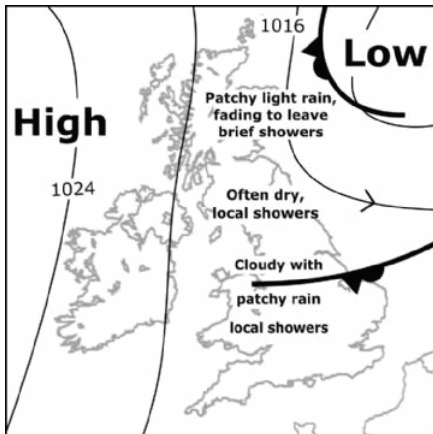 1016
Low
High
Patchy light rain,
fading to leave
brief showers
1024
Often dry,
local showers
Cloudy with
patchy rain
local showers